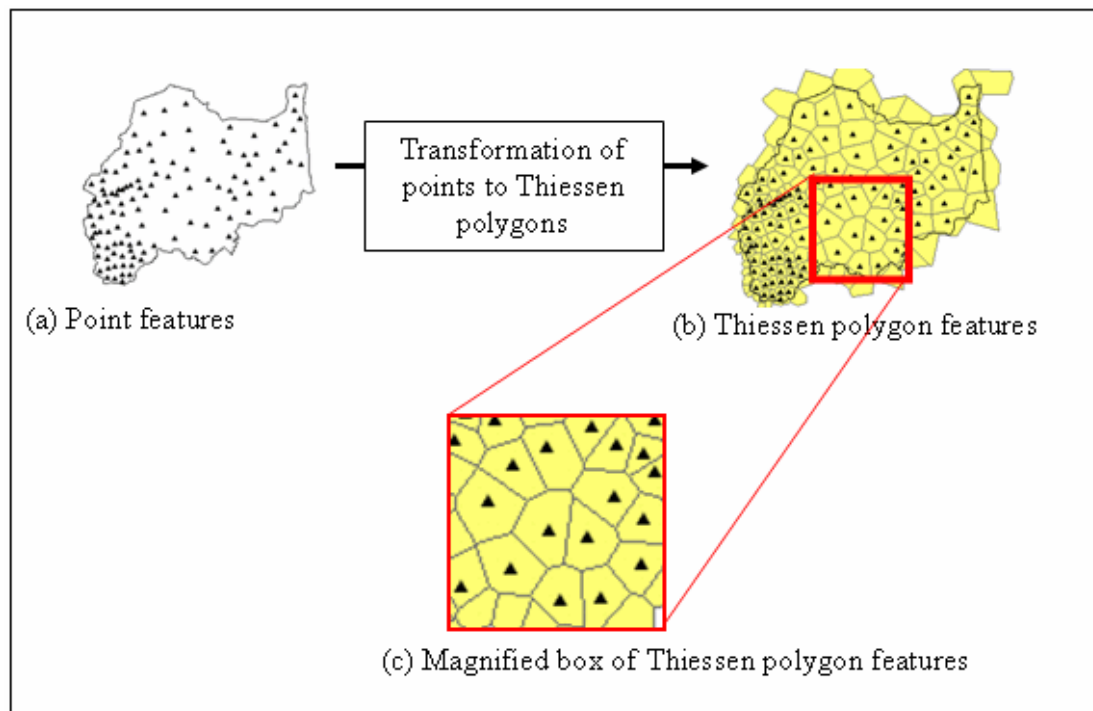 Transformation of
points to Thiessen
polygons
(a) Point features
(b) Thiessen polygon features
(c) Magnified box of Thiessen polygon features